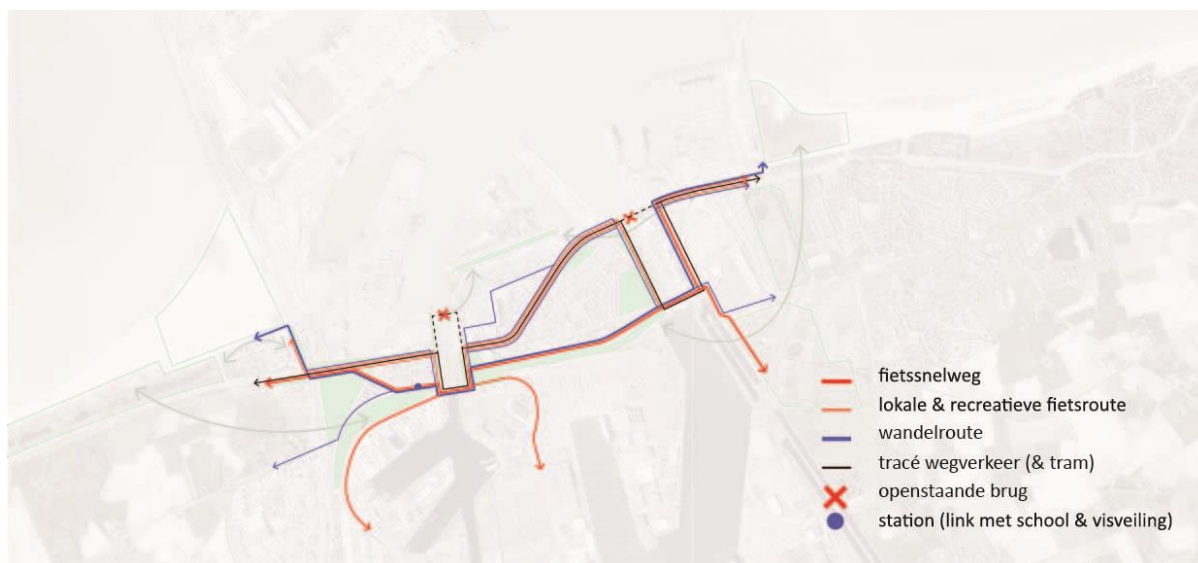 fietssnelweg
lokale & recreatieve fietsroute
wandelroute
tracé wegverkeer (& tram)
openstaande brug
station (link met school & visveiling)